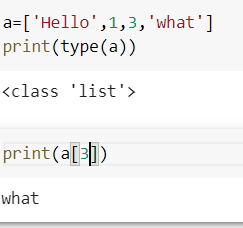 a=['Hello',1,3,'what']
print(type(a))
<class 'list'>
print(a[3])
what